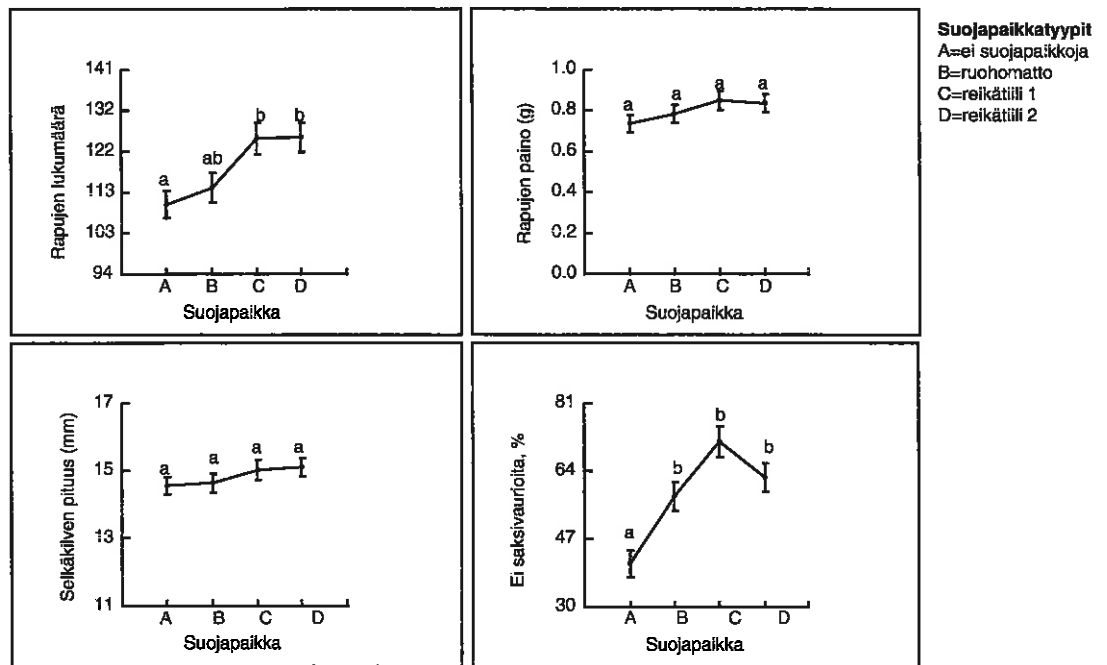 Suojapaikkatyypit
A=ei suojapaikkoja
B=ruohomatto
C=reikätiili 1
D=reikätiili 2
Rapujen lukumäärä
141
132
122
113
103
94
a
ab
b
b
A B C D
Suojapaikka
Rapujen paino (g)
1.0
0.8
0.6
0.4
0.2
0.0
a
a
a
a
A B C D
Suojapaikka
Selkäkilven pituus (mm)
17
15
13
11
a
a
a
a
A B C D
Suojapaikka
Ei saksivaurioita, %
81
64
47
30
a
b
b
b
A B C D
Suojapaikka